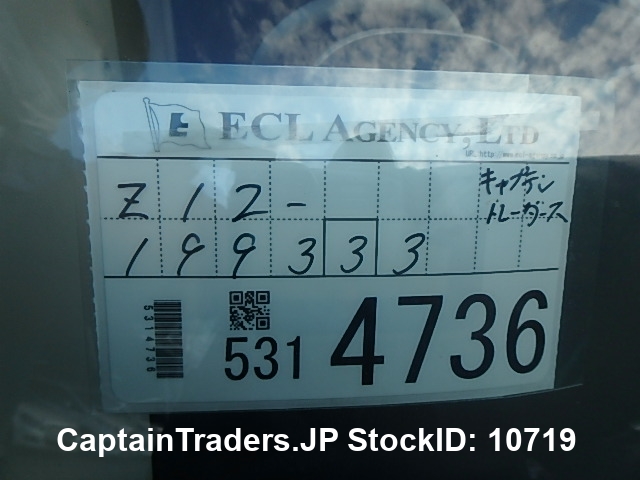 E ECL AGENCY, LTD
Z12-
キャプテン
トレーダース
199333
5314736
531 4736
CaptainTraders.JP StockID: 10719